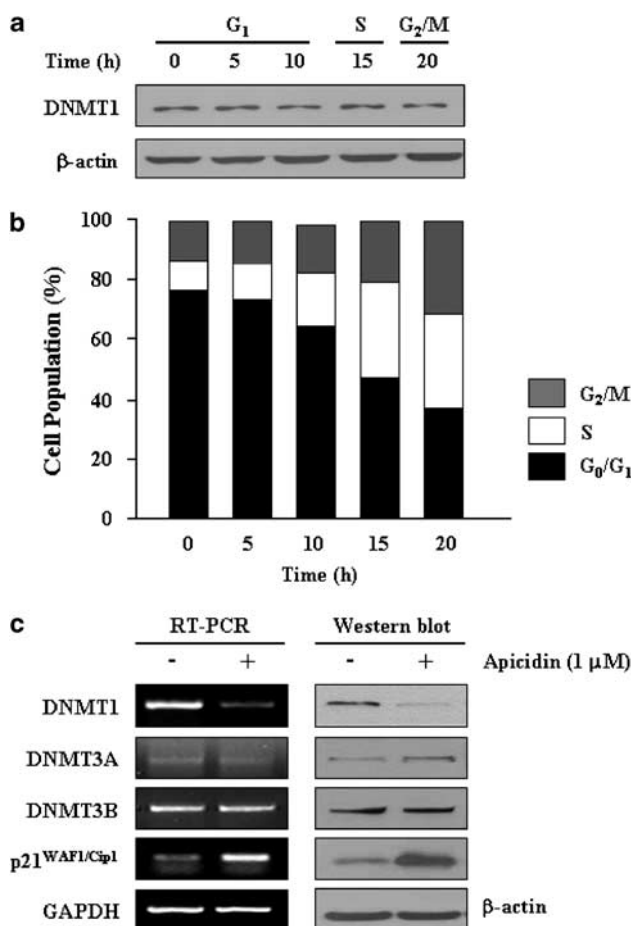 a
G₁ S G₂/M
Time (h) 0 5 10 15 20
DNMT1
β-actin
b
100
80
60
40
20
0
Cell Population (%)
0 5 10 15 20
Time (h)
G₂/M
S
G₀/G₁
c
RT-PCR Western blot
- + - + Apicidin (1 μM)
DNMT1
DNMT3A
DNMT3B
p21^WAF1/Cip1
GAPDH β-actin